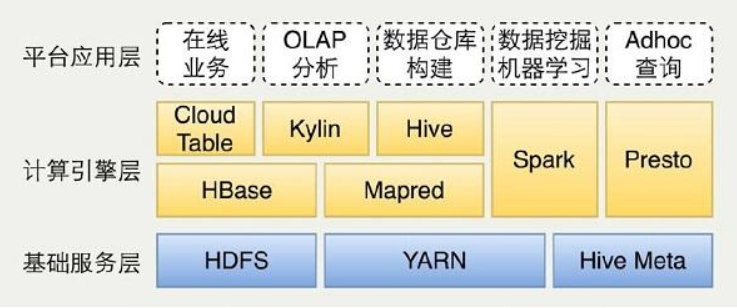 平台应用层
在线
业务
OLAP
分析
数据仓库
构建
数据挖掘
机器学习
Adhoc
查询
计算引擎层
Cloud
Table
Kylin
Hive
Spark
Presto
HBase
Mapred
基础服务层
HDFS
YARN
Hive Meta